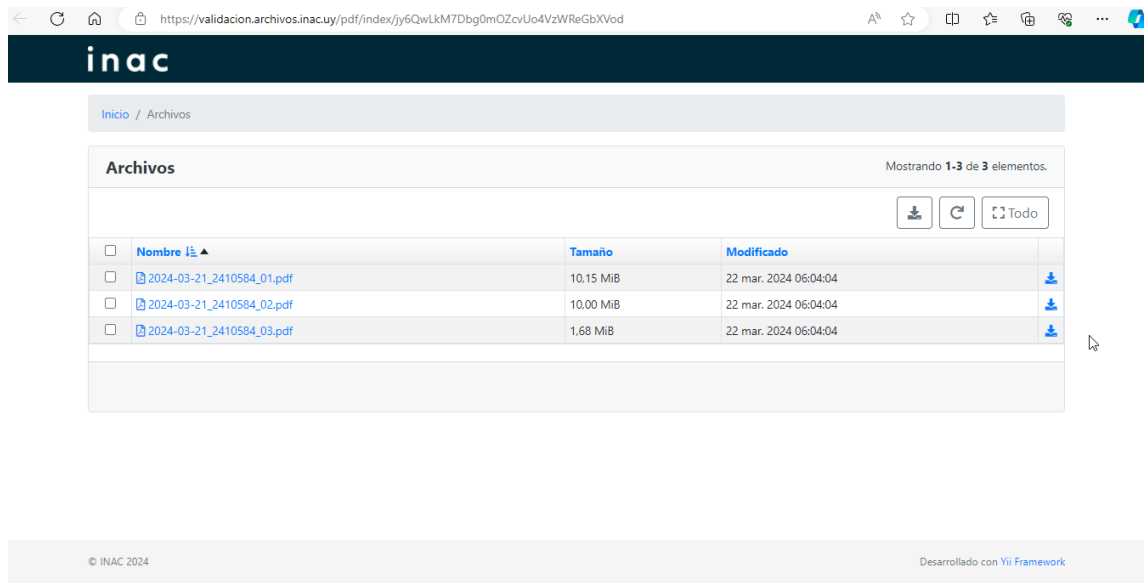 https://validacion.archivos.inac.uy/pdf/index/jy6QwLkM7Dbg0mOZcvUo4VzWReGbXVod
inac
Inicio / Archivos
Archivos Mostrando 1-3 de 3 elementos.
Todo
Nombre Tamaño Modificado
2024-03-21_2410584_01.pdf 10,15 MiB 22 mar. 2024 06:04:04
2024-03-21_2410584_02.pdf 10,00 MiB 22 mar. 2024 06:04:04
2024-03-21_2410584_03.pdf 1,68 MiB 22 mar. 2024 06:04:04
© INAC 2024 Desarrollado con Yii Framework